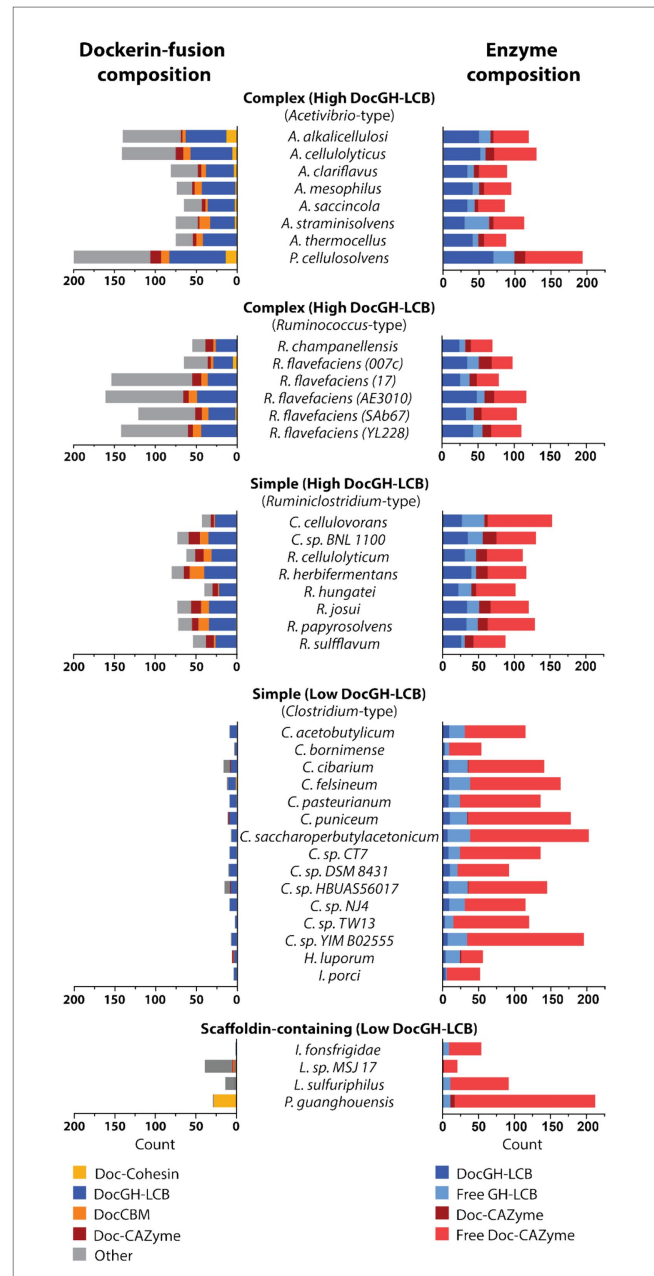 Dockerin-fusion
composition
Enzyme
composition
Complex (High DocGH-LCB)
(Acetivibrio-type)
A. alkalicellulosi
A. cellulolyticus
A. clariflavus
A. mesophilus
A. saccincola
A. straminisolvens
A. thermocellus
P. cellulosolvens
200 150 100 50 0
0 50 100 150 200
Complex (High DocGH-LCB)
(Ruminococcus-type)
R. champanellensis
R. flavefaciens (007c)
R. flavefaciens (17)
R. flavefaciens (AE3010)
R. flavefaciens (SAb67)
R. flavefaciens (YL228)
200 150 100 50 0
0 50 100 150 200
Simple (High DocGH-LCB)
(Ruminiclostridium-type)
C. cellulovorans
C. sp. BNL 1100
R. cellulolyticum
R. herbifermentans
R. hungatei
R. josui
R. papyrosolvens
R. sulfflavum
200 150 100 50 0
0 50 100 150 200
Simple (Low DocGH-LCB)
(Clostridium-type)
C. acetobutylicum
C. bornimense
C. cibarium
C. felsineum
C. pasteurianum
C. puniceum
C. saccharoperbutylacetonicum
C. sp. CT7
C. sp. DSM 8431
C. sp. HBUAS56017
C. sp. NJ4
C. sp. TW13
C. sp. YIM B02555
H. luporum
I. porci
200 150 100 50 0
0 50 100 150 200
Scaffoldin-containing (Low DocGH-LCB)
I. fonsfrigidae
L. sp. MSJ 17
L. sulfuriphilus
P. guanghouensis
200 150 100 50 0
0 50 100 150 200
Count
Count
Doc-Cohesin
DocGH-LCB
DocCBM
Doc-CAZyme
Other
DocGH-LCB
Free GH-LCB
Doc-CAZyme
Free Doc-CAZyme